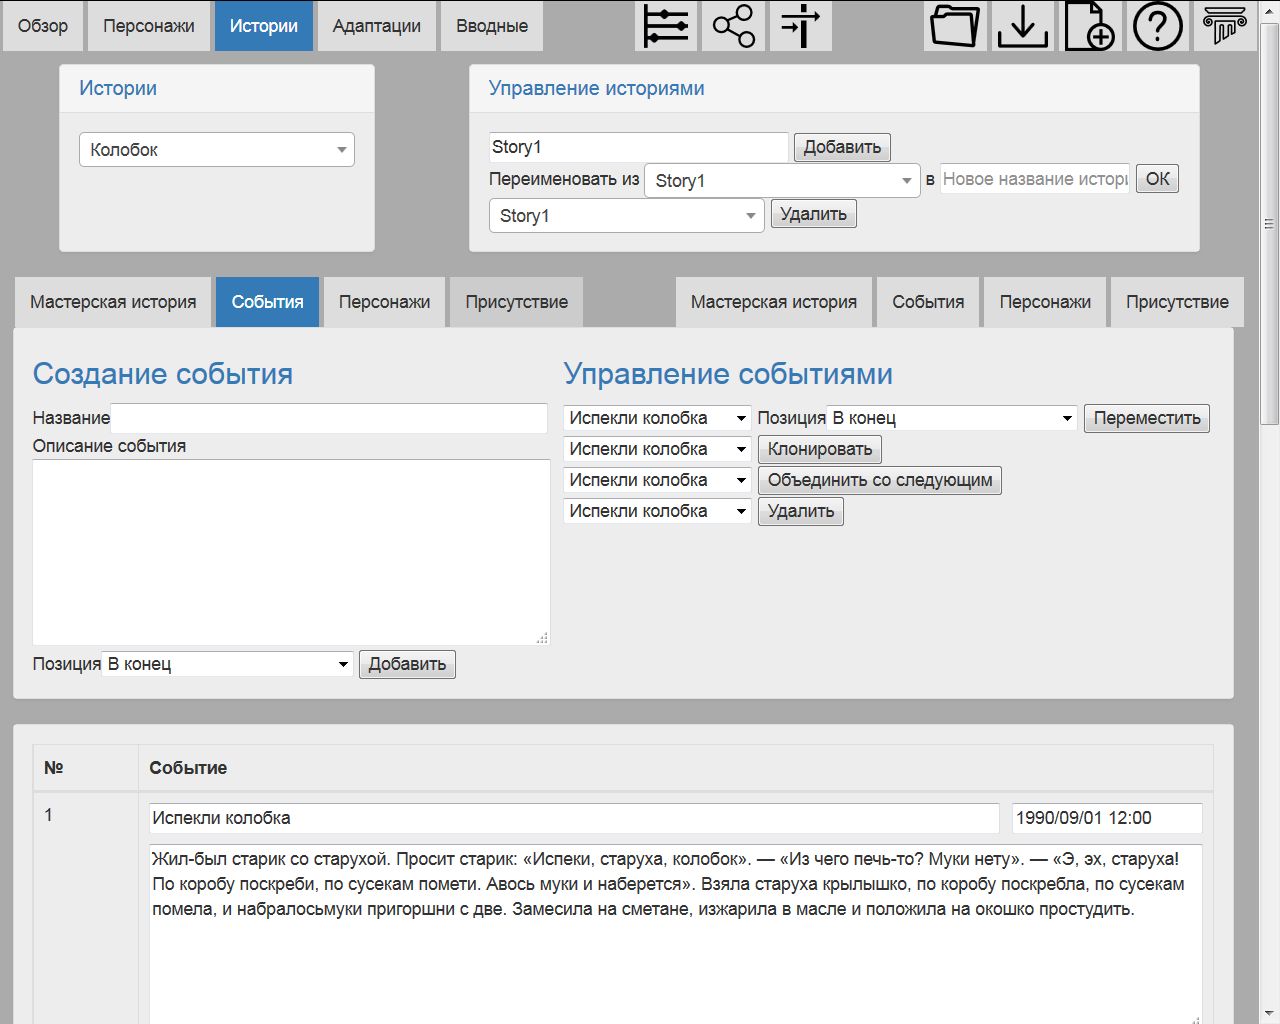 Обзор Персонажи Истории Адаптации Вводные
Истории
Колобок
Управление историями
Story1 Добавить
Переименовать из Story1 в Новое название истори ОК
Story1 Удалить
Мастерская история События Персонажи Присутствие
Мастерская история События Персонажи Присутствие
Создание события
Название
Описание события
Позиция В конец Добавить
Управление событиями
Испекли колобка Позиция В конец Переместить
Испекли колобка Клонировать
Испекли колобка Объединить со следующим
Испекли колобка Удалить
№ Событие
1 Испекли колобка 1990/09/01 12:00
Жил-был старик со старухой. Просит старик: «Испеки, старуха, колобок». — «Из чего печь-то? Муки нету». — «Э, эх, старуха!
По коробу поскреби, по сусекам помети. Авось муки и наберется». Взяла старуха крылышко, по коробу поскребла, по сусекам
помела, и набралосьмуки пригоршни с две. Замесила на сметане, изжарила в масле и положила на окошко простудить.